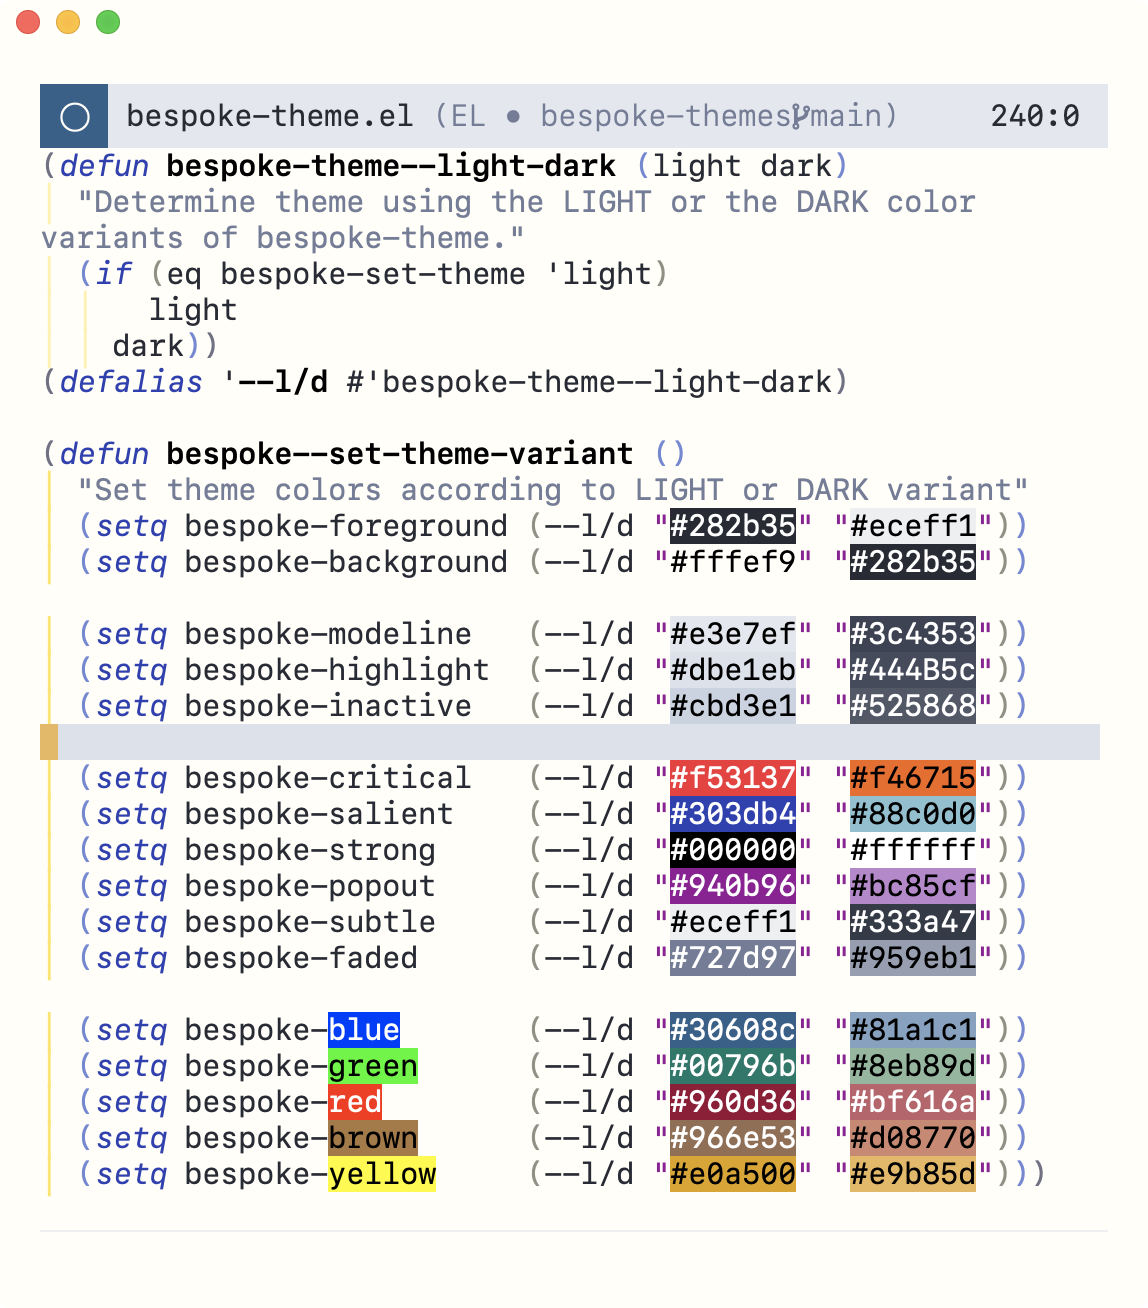 bespoke-theme.el (EL • bespoke-themes main) 240:0
(defun bespoke-theme--light-dark (light dark)
  "Determine theme using the LIGHT or the DARK color
variants of bespoke-theme."
  (if (eq bespoke-set-theme 'light)
      light
    dark))
(defalias '--l/d #'bespoke-theme--light-dark)

(defun bespoke--set-theme-variant ()
  "Set theme colors according to LIGHT or DARK variant"
  (setq bespoke-foreground (--l/d "#282b35" "#eceff1"))
  (setq bespoke-background (--l/d "#fffef9" "#282b35"))

  (setq bespoke-modeline   (--l/d "#e3e7ef" "#3c4353"))
  (setq bespoke-highlight  (--l/d "#dbe1eb" "#444B5c"))
  (setq bespoke-inactive   (--l/d "#cbd3e1" "#525868"))

  (setq bespoke-critical   (--l/d "#f53137" "#f46715"))
  (setq bespoke-salient    (--l/d "#303db4" "#88c0d0"))
  (setq bespoke-strong     (--l/d "#000000" "#ffffff"))
  (setq bespoke-popout     (--l/d "#940b96" "#bc85cf"))
  (setq bespoke-subtle     (--l/d "#eceff1" "#333a47"))
  (setq bespoke-faded      (--l/d "#727d97" "#959eb1"))

  (setq bespoke-blue       (--l/d "#30608c" "#81a1c1"))
  (setq bespoke-green      (--l/d "#00796b" "#8eb89d"))
  (setq bespoke-red        (--l/d "#960d36" "#bf616a"))
  (setq bespoke-brown      (--l/d "#966e53" "#d08770"))
  (setq bespoke-yellow     (--l/d "#e0a500" "#e9b85d")))